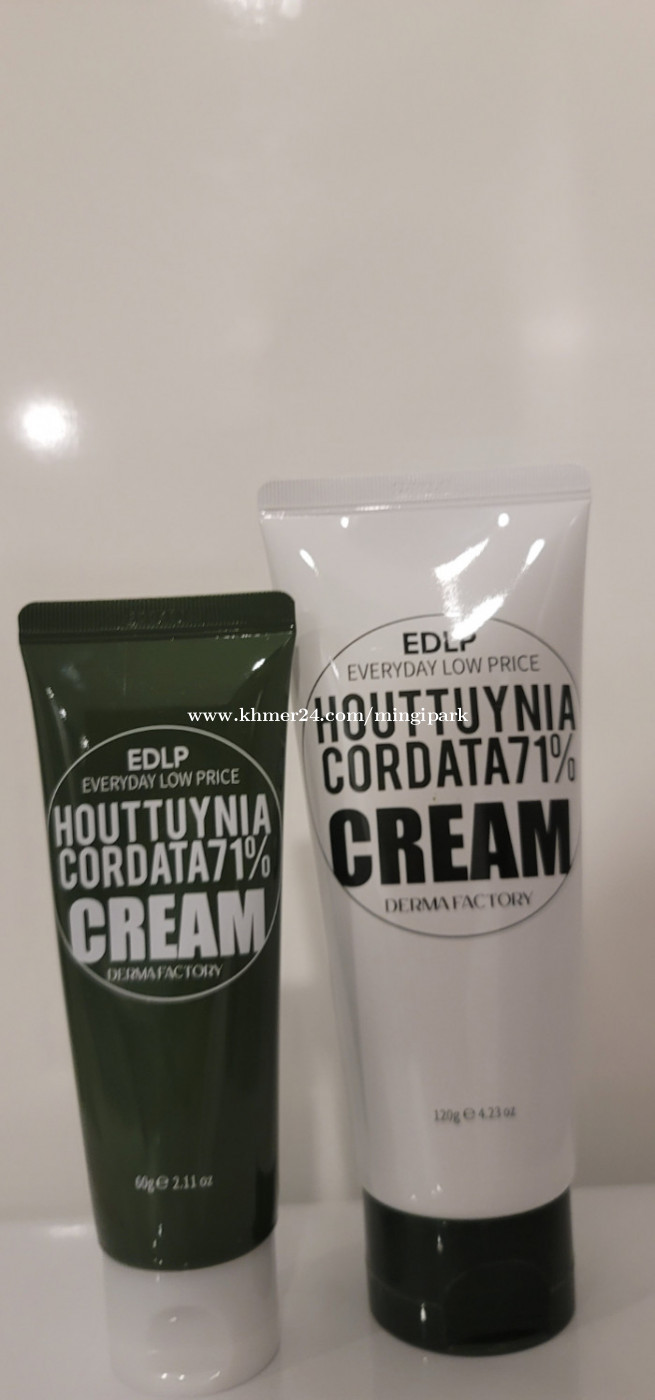 EDLP
EVERYDAY LOW PRICE
HOUTTUYNIA
CORDATA71%
CREAM
DERMA FACTORY
60g℮ 2.11 oz
EDLP
EVERYDAY LOW PRICE
HOUTTUYNIA
CORDATA71%
CREAM
DERMA FACTORY
120g ℮ 4.23 oz
www.khmer24.com/mingipark